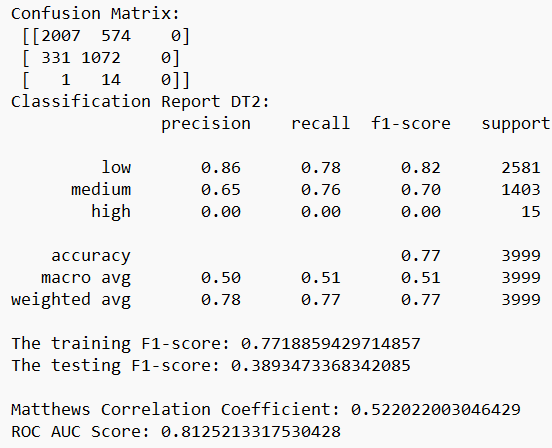 Confusion Matrix:
[[2007 574 0]
[ 331 1072 0]
[ 1 14 0]]
Classification Report DT2:
precision recall f1-score support
low 0.86 0.78 0.82 2581
medium 0.65 0.76 0.70 1403
high 0.00 0.00 0.00 15
accuracy 0.77 3999
macro avg 0.50 0.51 0.51 3999
weighted avg 0.78 0.77 0.77 3999
The training F1-score: 0.7718859429714857
The testing F1-score: 0.3893473368342085
Matthews Correlation Coefficient: 0.522022003046429
ROC AUC Score: 0.8125213317530428